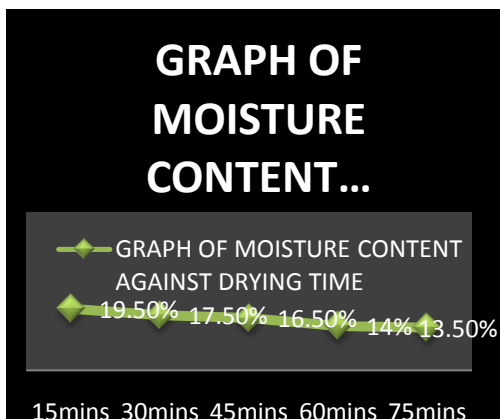 GRAPH OF
MOISTURE
CONTENT…
GRAPH OF MOISTURE CONTENT
AGAINST DRYING TIME
19.50% 17.50% 16.50% 14% 13.50%
15mins 30mins 45mins 60mins 75mins